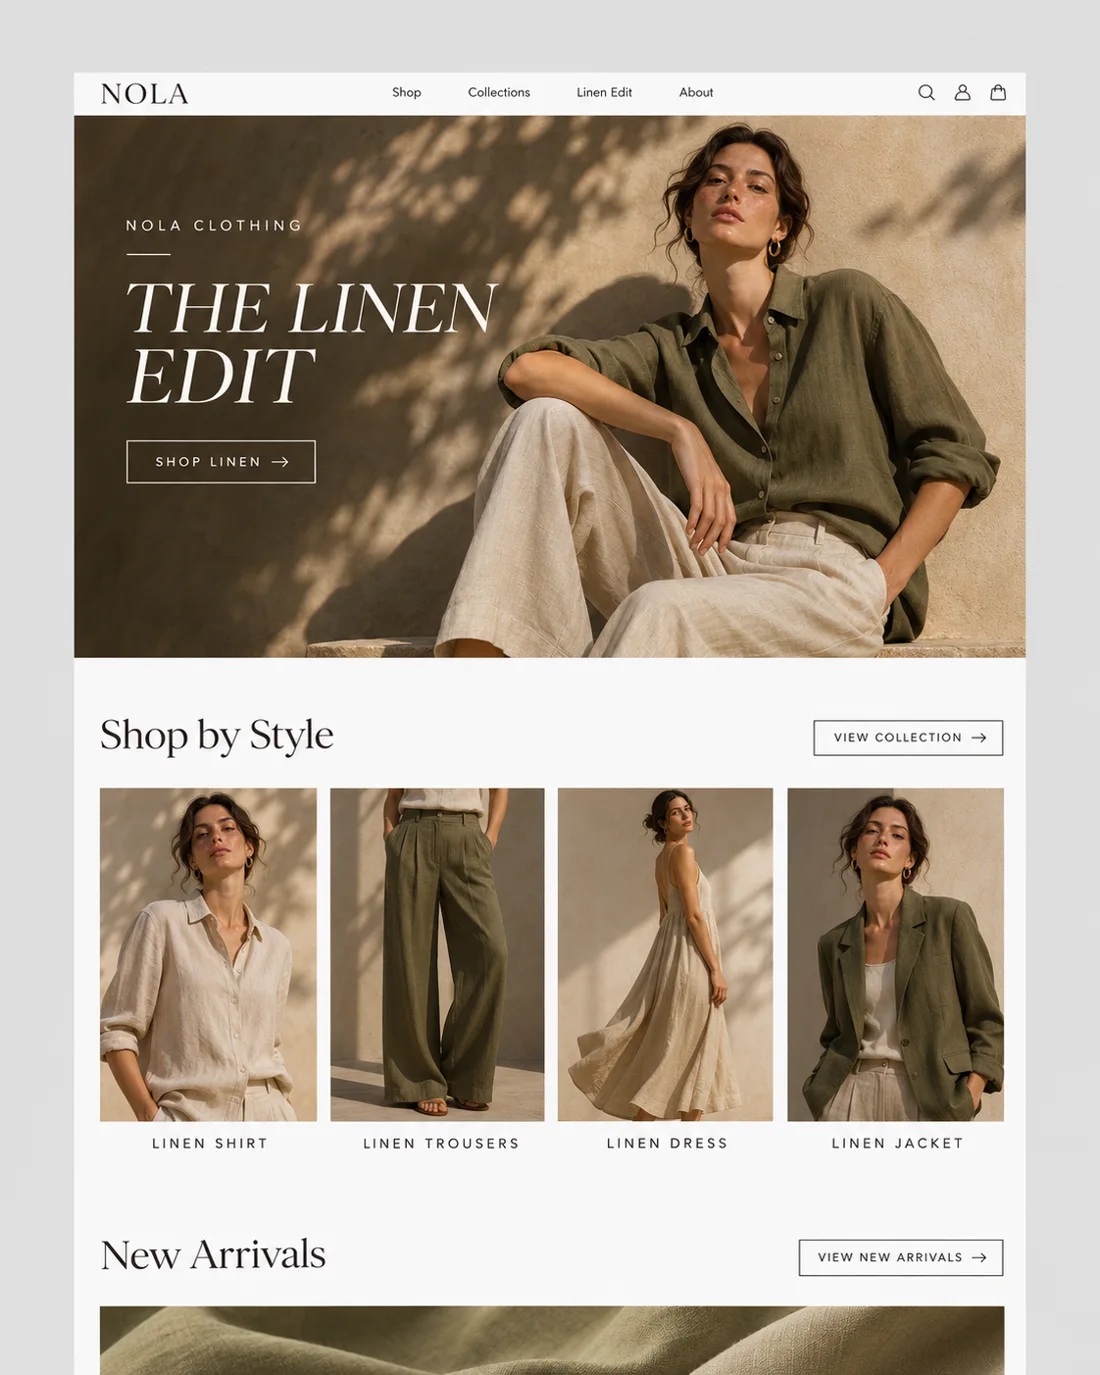 NOLA
Shop
Collections
Linen Edit
About
NOLA CLOTHING
THE LINEN
EDIT
SHOP LINEN →
Shop by Style
VIEW COLLECTION →
LINEN SHIRT
LINEN TROUSERS
LINEN DRESS
LINEN JACKET
New Arrivals
VIEW NEW ARRIVALS →